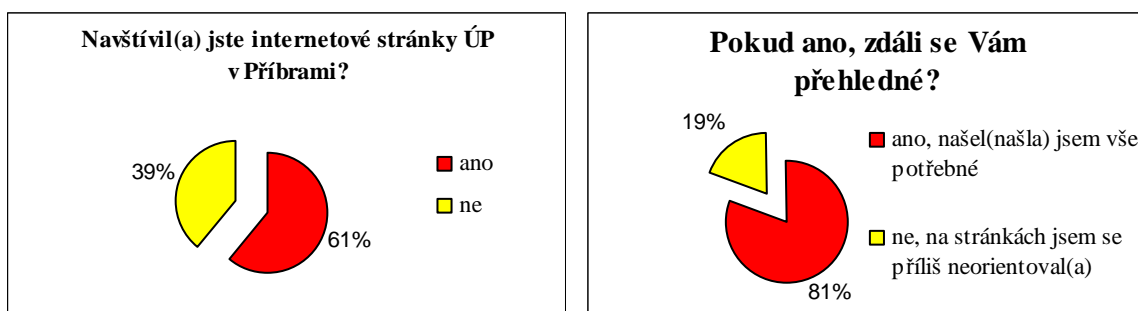 Navštívil(a) jste internetové stránky ÚP
v Příbrami?
39%
61%
ano
ne
Pokud ano, zdáli se Vám
přehledné?
19%
81%
ano, našel(našla) jsem vše
potřebné
ne, na stránkách jsem se
příliš neorientoval(a)